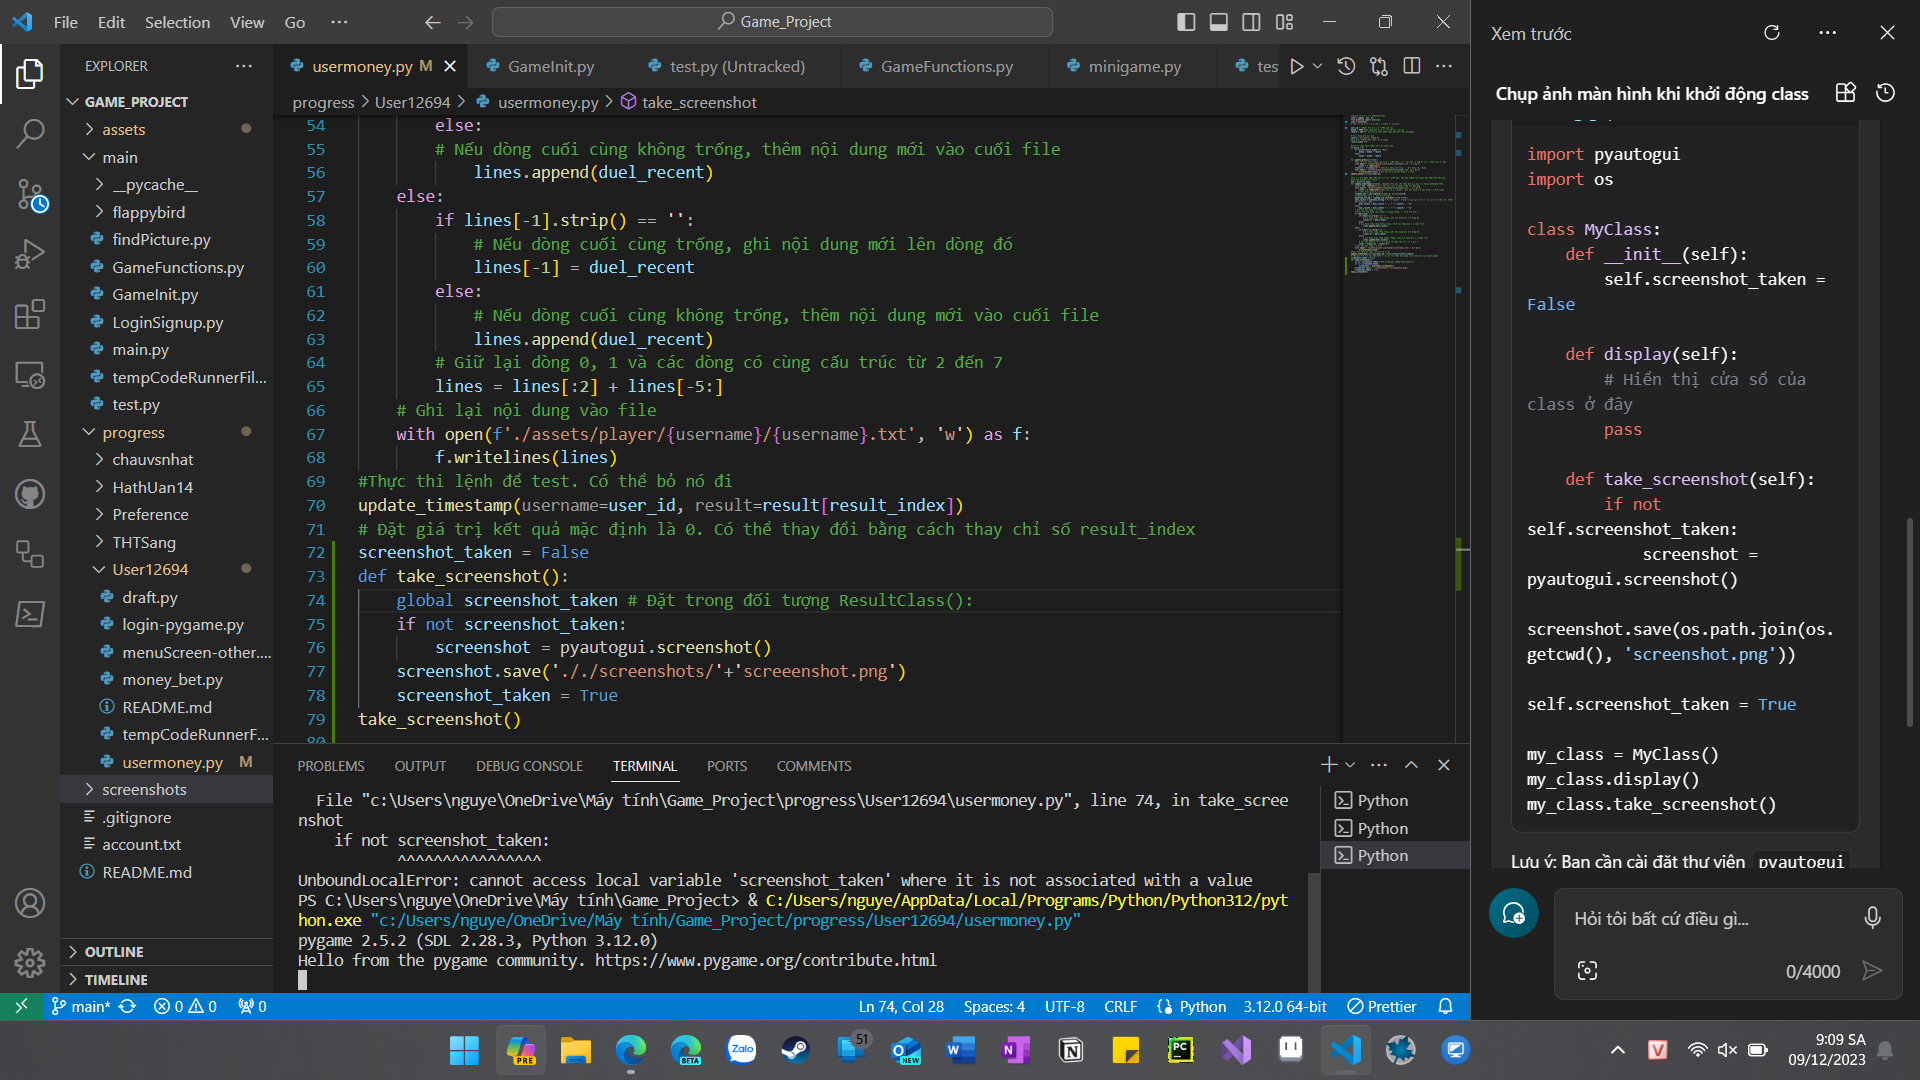 File Edit Selection View Go ···
Game_Project
EXPLORER
GAME_PROJECT
assets
main
__pycache__
flappybird
findPicture.py
GameFunctions.py
GameInit.py
LoginSignup.py
main.py
tempCodeRunnerFil...
test.py
progress
chauvsnhat
HathUan14
Preference
THTSang
User12694
draft.py
login-pygame.py
menuScreen-other....
money_bet.py
README.md
tempCodeRunnerF...
usermoney.py M
screenshots
.gitignore
account.txt
README.md
OUTLINE
TIMELINE
usermoney.py M
GameInit.py
test.py (Untracked)
GameFunctions.py
minigame.py
tes
progress > User12694 > usermoney.py > take_screenshot
54 else:
55 # Nếu dòng cuối cùng không trống, thêm nội dung mới vào cuối file
56 lines.append(duel_recent)
57 else:
58 if lines[-1].strip() == '':
59 # Nếu dòng cuối cùng trống, ghi nội dung mới lên dòng đó
60 lines[-1] = duel_recent
61 else:
62 # Nếu dòng cuối cùng không trống, thêm nội dung mới vào cuối file
63 lines.append(duel_recent)
64 # Giữ lại dòng 0, 1 và các dòng có cùng cấu trúc từ 2 đến 7
65 lines = lines[:2] + lines[-5:]
66 # Ghi lại nội dung vào file
67 with open(f'./assets/player/{username}/{username}.txt', 'w') as f:
68 f.writelines(lines)
69 #Thực thi lệnh để test. Có thể bỏ nó đi
70 update_timestamp(username=user_id, result=result[result_index])
71 # Đặt giá trị kết quả mặc định là 0. Có thể thay đổi bằng cách thay chỉ số result_index
72 screenshot_taken = False
73 def take_screenshot():
74 global screenshot_taken # Đặt trong đối tượng ResultClass():
75 if not screenshot_taken:
76 screenshot = pyautogui.screenshot()
77 screenshot.save('././screenshots/'+'screeenshot.png')
78 screenshot_taken = True
79 take_screenshot()
80
PROBLEMS OUTPUT DEBUG CONSOLE TERMINAL PORTS COMMENTS
File "c:\Users\nguye\OneDrive\Máy tính\Game_Project\progress\User12694\usermoney.py", line 74, in take_scree
nshot
if not screenshot_taken:
^^^^^^^^^^^^^^^^
UnboundLocalError: cannot access local variable 'screenshot_taken' where it is not associated with a value
PS C:\Users\nguye\OneDrive\Máy tính\Game_Project> & C:/Users/nguye/AppData/Local/Programs/Python/Python312/pyt
hon.exe "c:/Users/nguye/OneDrive/Máy tính/Game_Project/progress/User12694/usermoney.py"
pygame 2.5.2 (SDL 2.28.3, Python 3.12.0)
Hello from the pygame community. https://www.pygame.org/contribute.html
Python
Python
Python
main* 0 0 0
Ln 74, Col 28 Spaces: 4 UTF-8 CRLF Python 3.12.0 64-bit Prettier
Xem trước
Chụp ảnh màn hình khi khởi động class
import pyautogui
import os
class MyClass:
def __init__(self):
self.screenshot_taken =
False
def display(self):
# Hiển thị cửa sổ của
class ở đây
pass
def take_screenshot(self):
if not
self.screenshot_taken:
screenshot =
pyautogui.screenshot()
screenshot.save(os.path.join(os.
getcwd(), 'screenshot.png'))
self.screenshot_taken = True
my_class = MyClass()
my_class.display()
my_class.take_screenshot()
Lưu ý: Bạn cần cài đặt thư viện pyautogui
Hỏi tôi bất cứ điều gì...
0/4000
PRE
BETA
Zalo
51
NEW
PC
9:09 SA
09/12/2023